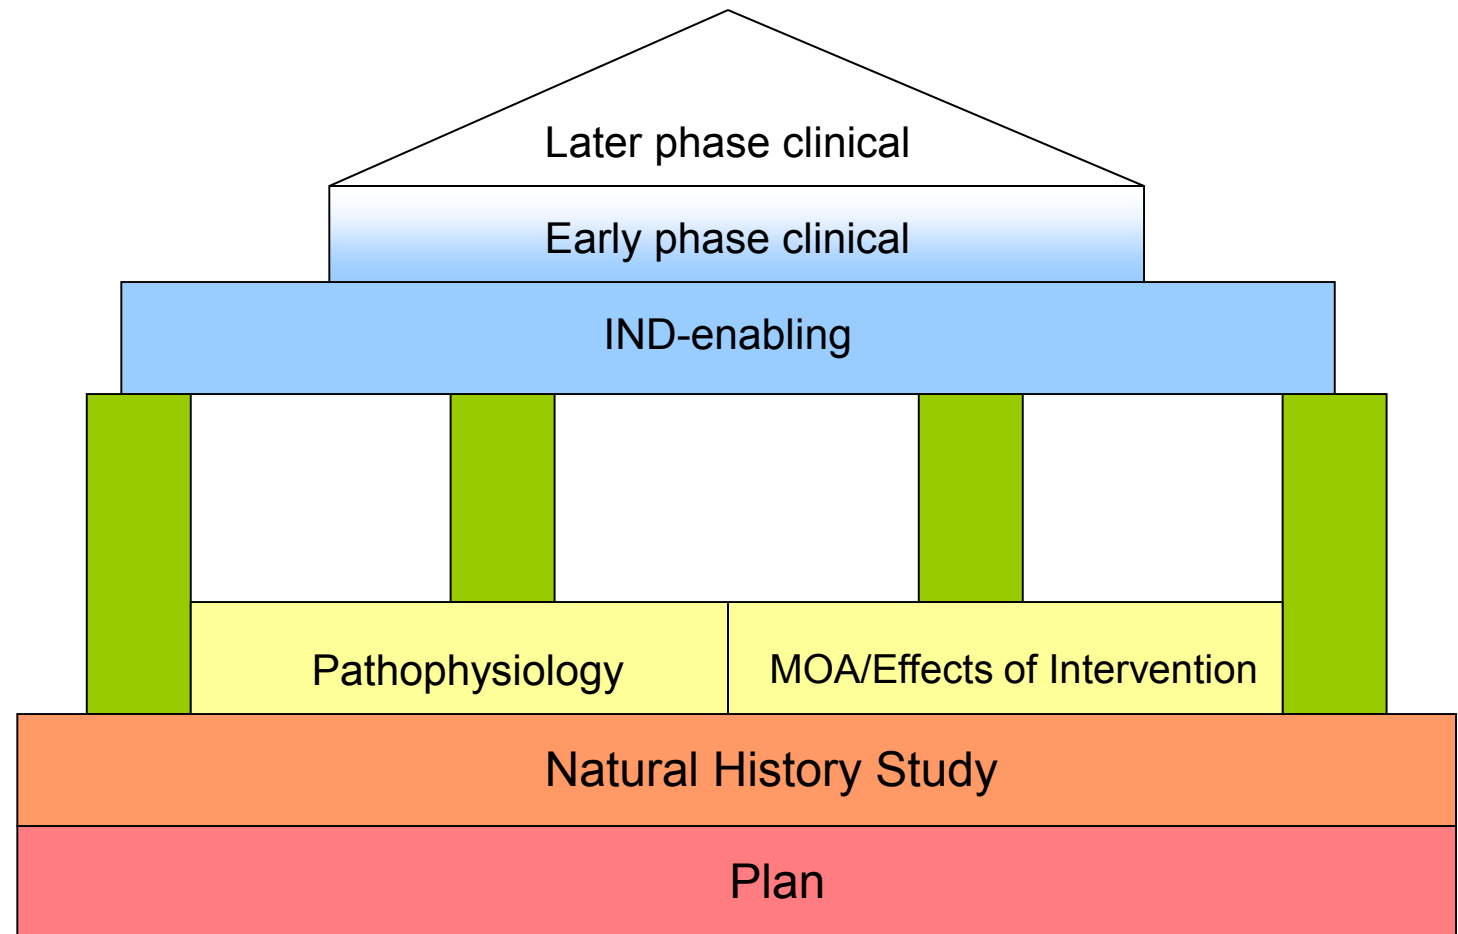 Later phase clinical
Early phase clinical
IND-enabling
Pathophysiology
MOA/Effects of Intervention
Natural History Study
Plan